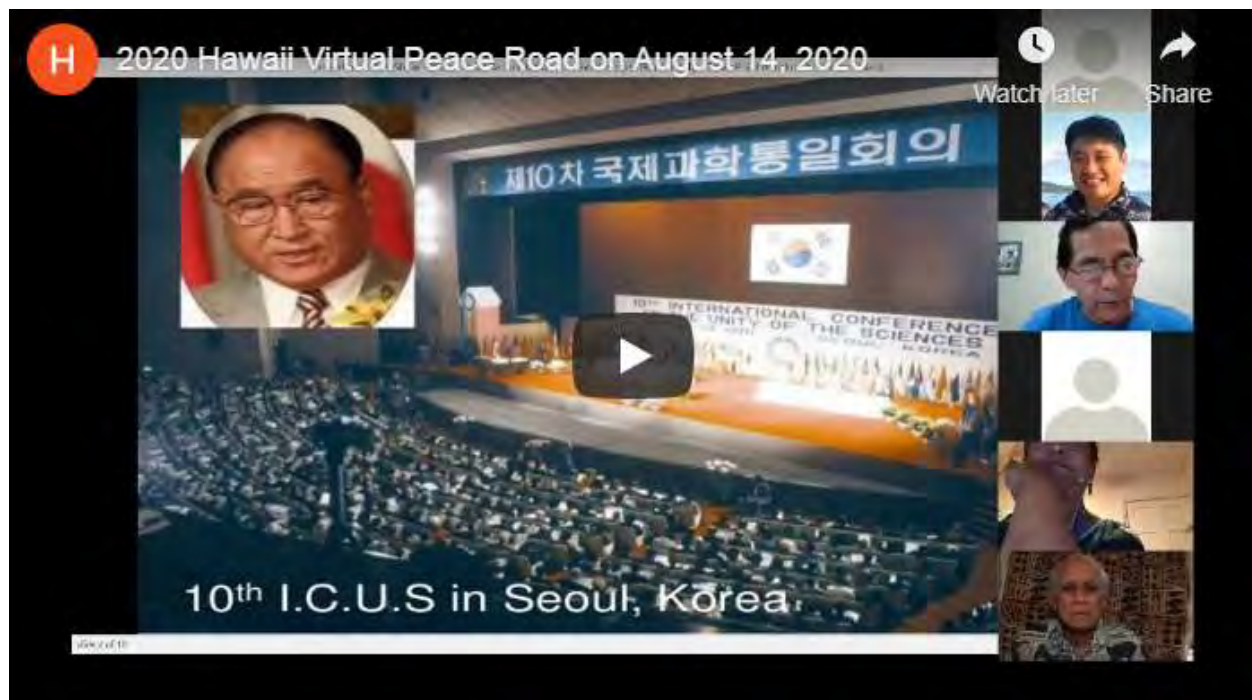 H
2020 Hawaii Virtual Peace Road on August 14, 2020
Watch later
Share
제10차 국제과학통일회의
10TH INTERNATIONAL CONFERENCE
THE UNITY OF THE SCIENCES
SEOUL KOREA
10th I.C.U.S in Seoul, Korea